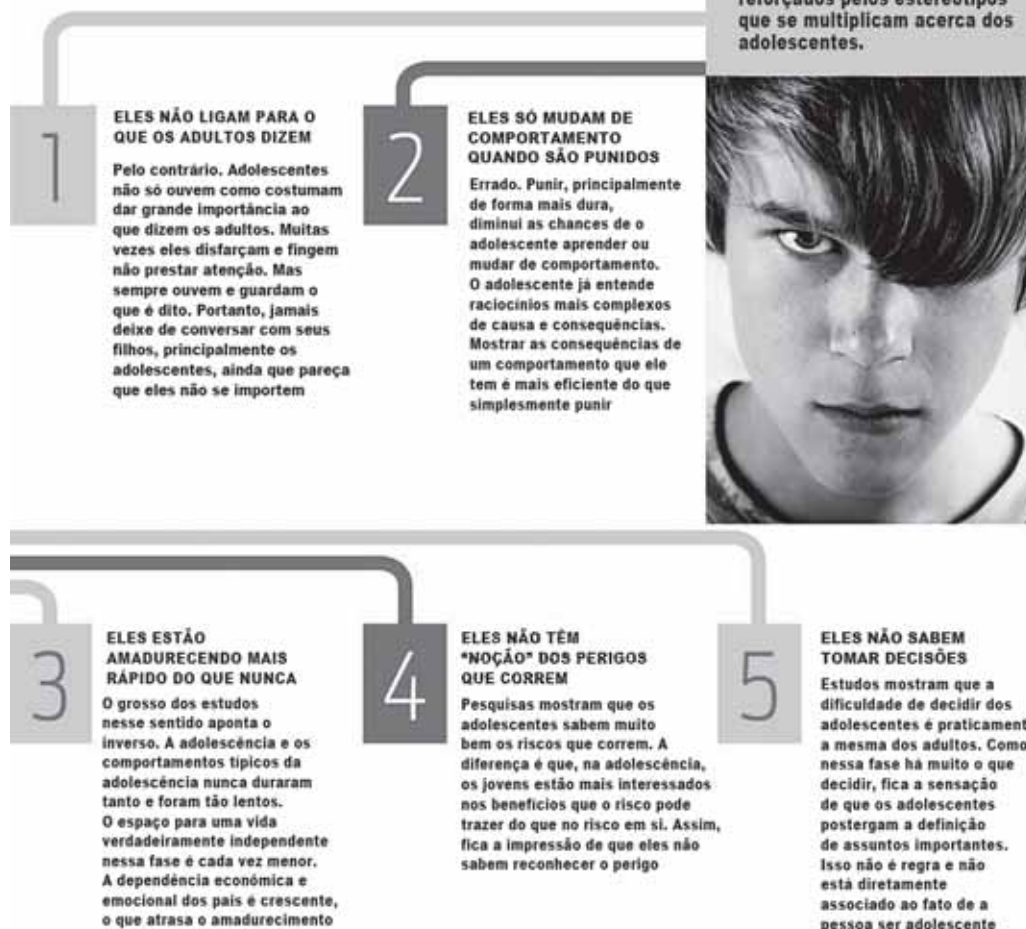 reforçados pelos estereótipos
que se multiplicam acerca dos
adolescentes.
1
ELES NÃO LIGAM PARA O
QUE OS ADULTOS DIZEM
Pelo contrário. Adolescentes
não só ouvem como costumam
dar grande importância ao
que dizem os adultos. Muitas
vezes eles disfarçam e fingem
não prestar atenção. Mas
sempre ouvem e guardam o
que é dito. Portanto, jamais
deixe de conversar com seus
filhos, principalmente os
adolescentes, ainda que pareça
que eles não se importem
2
ELES SÓ MUDAM DE
COMPORTAMENTO
QUANDO SÃO PUNIDOS
Errado. Punir, principalmente
de forma mais dura,
diminui as chances de o
adolescente aprender ou
mudar de comportamento.
O adolescente já entende
raciocínios mais complexos
de causa e consequências.
Mostrar as consequências de
um comportamento que ele
tem é mais eficiente do que
simplesmente punir
3
ELES ESTÃO
AMADURECENDO MAIS
RÁPIDO DO QUE NUNCA
O grosso dos estudos
nesse sentido aponta o
inverso. A adolescência e os
comportamentos típicos da
adolescência nunca duraram
tanto e foram tão lentos.
O espaço para uma vida
verdadeiramente independente
nessa fase é cada vez menor.
A dependência econômica e
emocional dos pais é crescente,
o que atrasa o amadurecimento
4
ELES NÃO TÊM
"NOÇÃO" DOS PERIGOS
QUE CORREM
Pesquisas mostram que os
adolescentes sabem muito
bem os riscos que correm. A
diferença é que, na adolescência,
os jovens estão mais interessados
nos benefícios que o risco pode
trazer do que no risco em si. Assim,
fica a impressão de que eles não
sabem reconhecer o perigo
5
ELES NÃO SABEM
TOMAR DECISÕES
Estudos mostram que a
dificuldade de decidir dos
adolescentes é praticament
a mesma dos adultos. Como
nessa fase há muito o que
decidir, fica a sensação
de que os adolescentes
postergam a definição
de assuntos importantes.
Isso não é regra e não
está diretamente
associado ao fato de a
pessoa ser adolescente